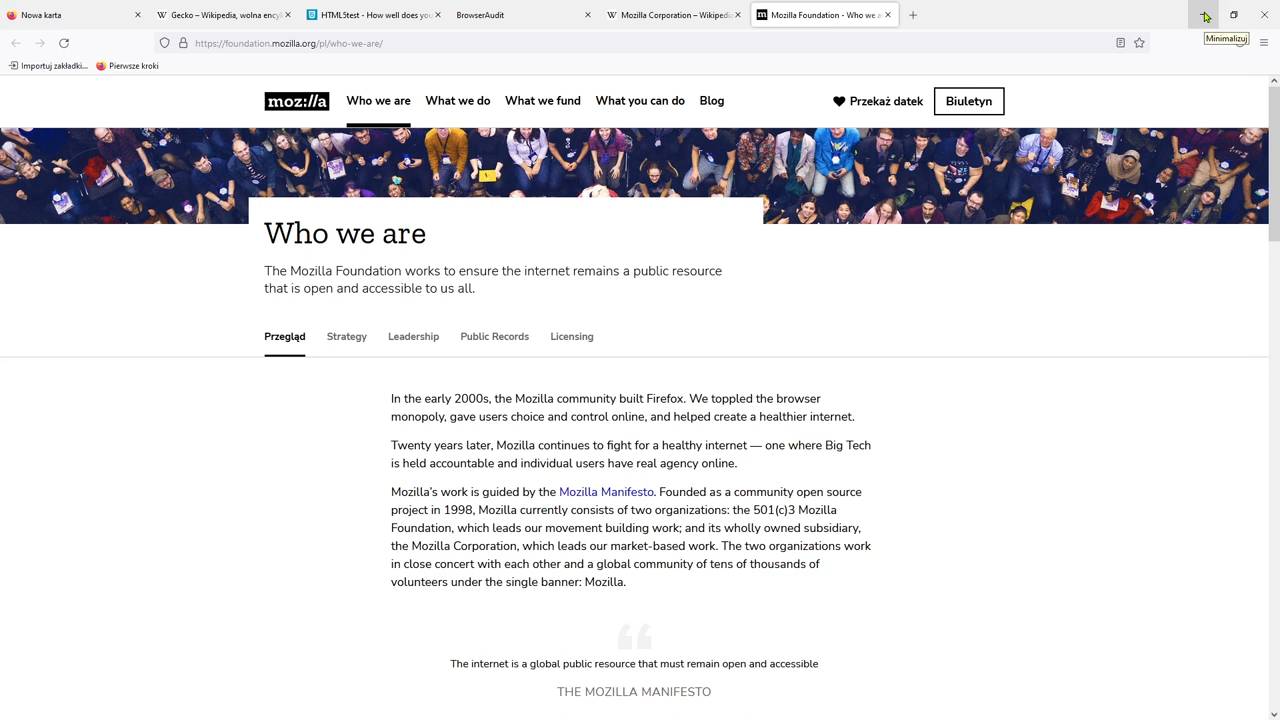 Nowa karta
Gecko – Wikipedia, wolna encyk
HTML5test - How well does you
BrowserAudit
Mozilla Corporation – Wikipedia
Mozilla Foundation - Who we a
https://foundation.mozilla.org/pl/who-we-are/
Minimalizuj
Importuj zakładki...
Pierwsze kroki
moz://a
Who we are
What we do
What we fund
What you can do
Blog
Przekaż datek
Biuletyn
Who we are
The Mozilla Foundation works to ensure the internet remains a public resource
that is open and accessible to us all.
Przegląd
Strategy
Leadership
Public Records
Licensing
In the early 2000s, the Mozilla community built Firefox. We toppled the browser
monopoly, gave users choice and control online, and helped create a healthier internet.
Twenty years later, Mozilla continues to fight for a healthy internet — one where Big Tech
is held accountable and individual users have real agency online.
Mozilla’s work is guided by the Mozilla Manifesto. Founded as a community open source
project in 1998, Mozilla currently consists of two organizations: the 501(c)3 Mozilla
Foundation, which leads our movement building work; and its wholly owned subsidiary,
the Mozilla Corporation, which leads our market-based work. The two organizations work
in close concert with each other and a global community of tens of thousands of
volunteers under the single banner: Mozilla.
“
The internet is a global public resource that must remain open and accessible
THE MOZILLA MANIFESTO